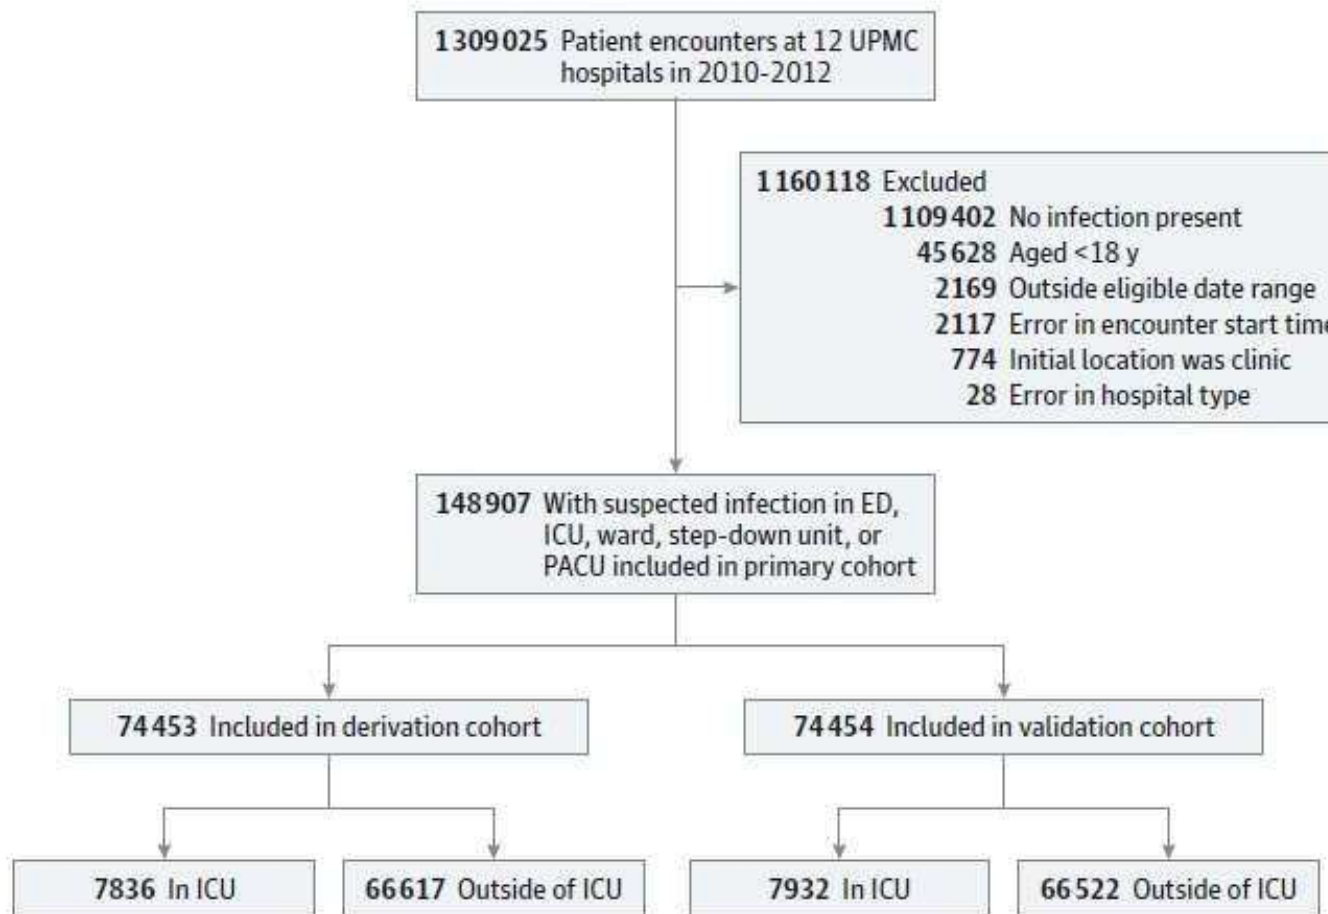 1309025 Patient encounters at 12 UPMC
hospitals in 2010-2012
1160118 Excluded
1109402 No infection present
45628 Aged <18 y
2169 Outside eligible date range
2117 Error in encounter start time
774 Initial location was clinic
28 Error in hospital type
148907 With suspected infection in ED,
ICU, ward, step-down unit, or
PACU included in primary cohort
74453 Included in derivation cohort
74454 Included in validation cohort
7836 In ICU
66617 Outside of ICU
7932 In ICU
66522 Outside of ICU